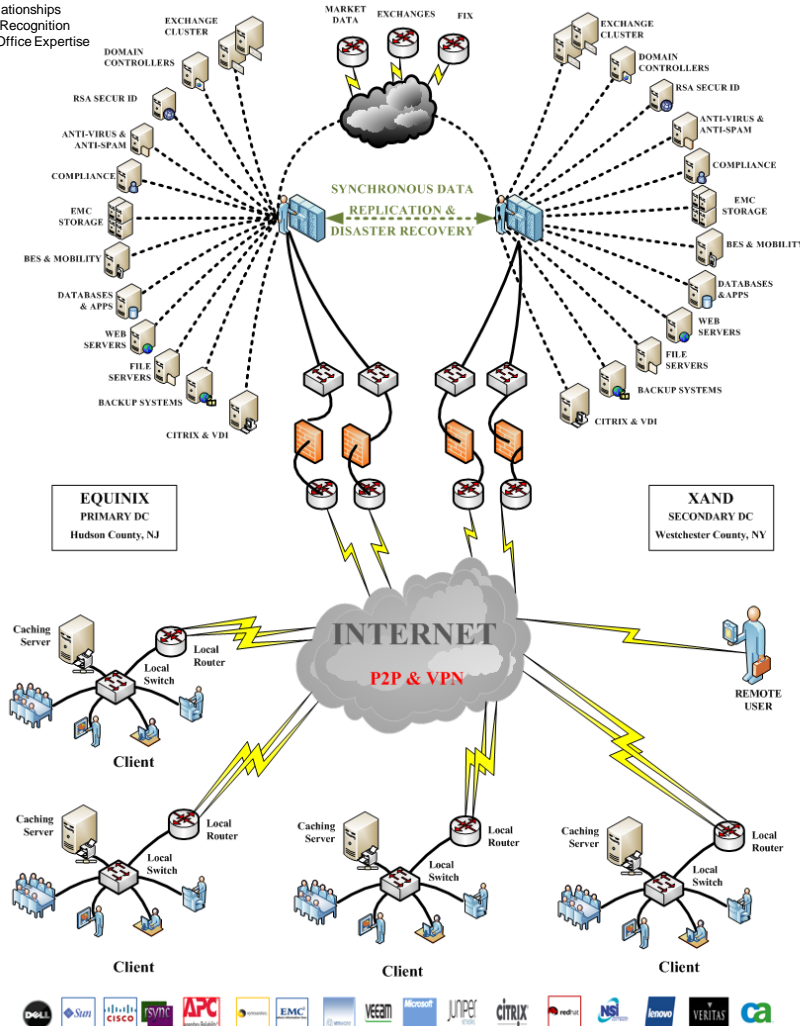 ationships
Recognition
Office Expertise
MARKET
DATA
EXCHANGES
FIX
EXCHANGE
CLUSTER
DOMAIN
CONTROLLERS
RSA SECUR ID
ANTI-VIRUS &
ANTI-SPAM
COMPLIANCE
EMC
STORAGE
BES & MOBILITY
DATABASES
& APPS
WEB
SERVERS
FILE
SERVERS
BACKUP SYSTEMS
CITRIX & VDI
SYNCHRONOUS DATA
REPLICATION &
DISASTER RECOVERY
EXCHANGE
CLUSTER
DOMAIN
CONTROLLERS
RSA SECUR ID
ANTI-VIRUS &
ANTI-SPAM
COMPLIANCE
EMC
STORAGE
BES & MOBILITY
DATABASES
&APPS
WEB
SERVERS
FILE
SERVERS
BACKUP SYSTEMS
CITRIX & VDI
EQUINIX
PRIMARY DC
Hudson County, NJ
XAND
SECONDARY DC
Westchester County, NY
INTERNET
P2P & VPN
Caching
Server
Local
Router
Local
Switch
Client
REMOTE
USER
Caching
Server
Local
Router
Local
Switch
Client
Caching
Server
Local
Router
Local
Switch
Client
Caching
Server
Local
Router
Local
Switch
Client
DELL
Sun
CISCO
rsync
APC
EMC²
veeam
Microsoft
JUNIPER
CITRIX
redhat
NSI
lenovo
VERITAS
ca